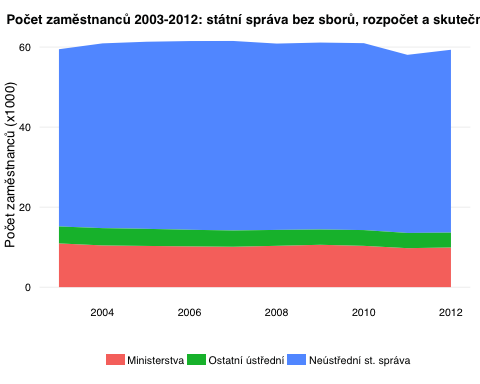 Počet zaměstnanců 2003-2012: státní správa bez sborů, rozpočet a skutečn
Počet zaměstnanců (x1000)
60
40
20
0
2004 2006 2008 2010 2012
Ministerstva Ostatní ústřední Neústřední st. správa